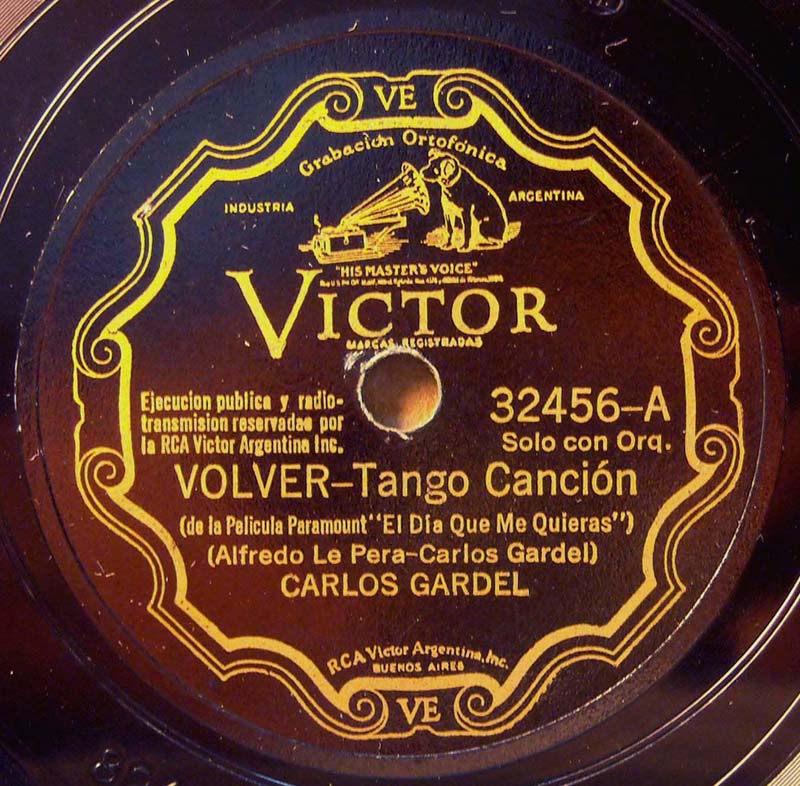 VE
Grabación Ortofónica
INDUSTRIA ARGENTINA
"HIS MASTER'S VOICE"
VICTOR
MARCAS REGISTRADAS
Ejecucion publica y radio-
transmision reservadas por
la RCA Victor Argentina Inc.
32456-A
Solo con Orq.
VOLVER-Tango Canción
(de la Pelicula Paramount "El Día Que Me Quieras")
(Alfredo Le Pera-Carlos Gardel)
CARLOS GARDEL
RCA Victor Argentina, Inc.
BUENOS AIRES
VE